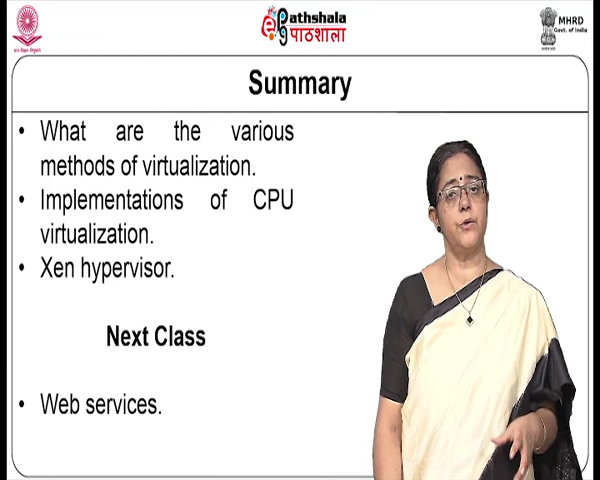 Pathshala
पाठशाला
MHRD
Govt. of India
Summary
• What are the various
methods of virtualization.
• Implementations of CPU
virtualization.
• Xen hypervisor.
Next Class
• Web services.